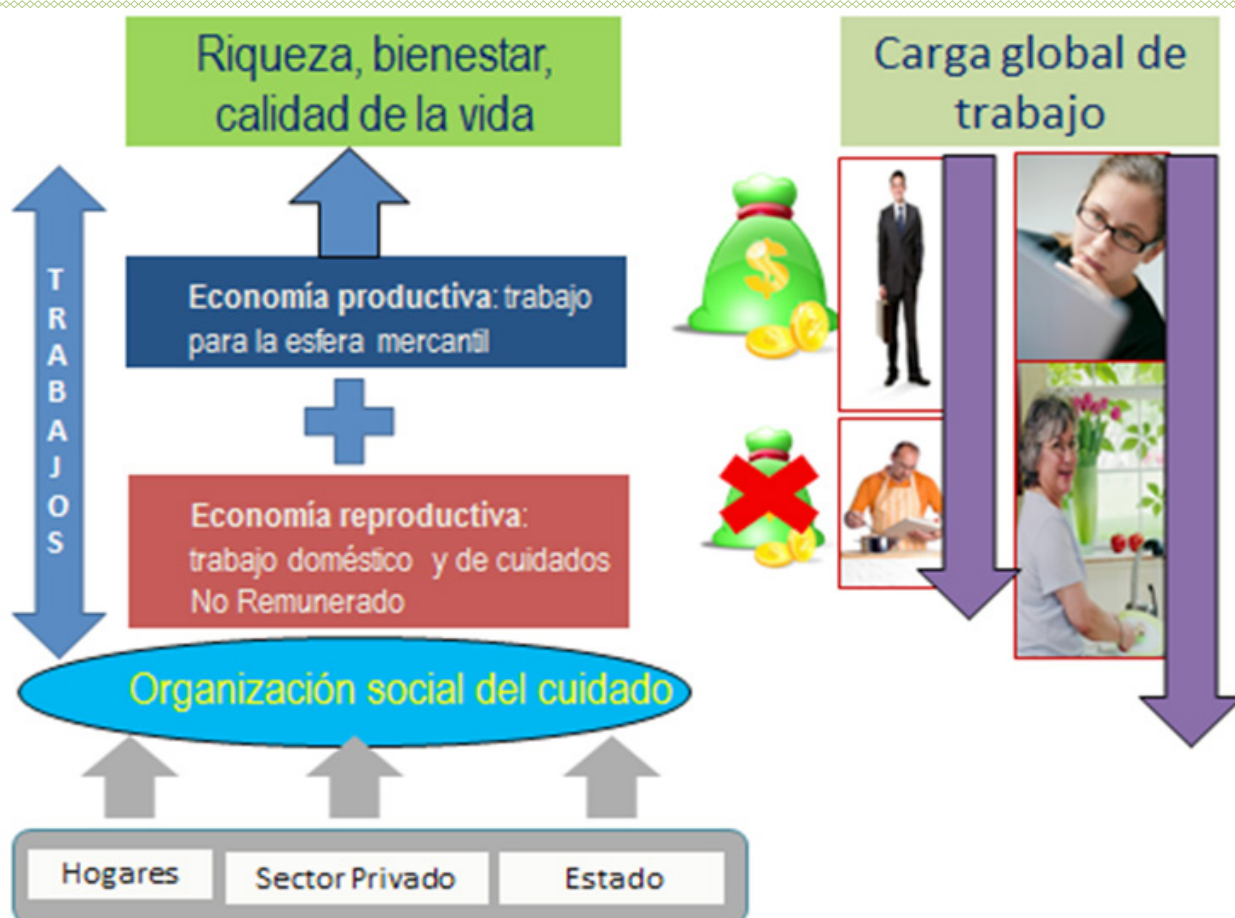 Riqueza, bienestar,
calidad de la vida
Carga global de
trabajo
TRABAJOS
Economía productiva: trabajo
para la esfera mercantil
Economía reproductiva:
trabajo doméstico y de cuidados
No Remunerado
Organización social del cuidado
Hogares
Sector Privado
Estado